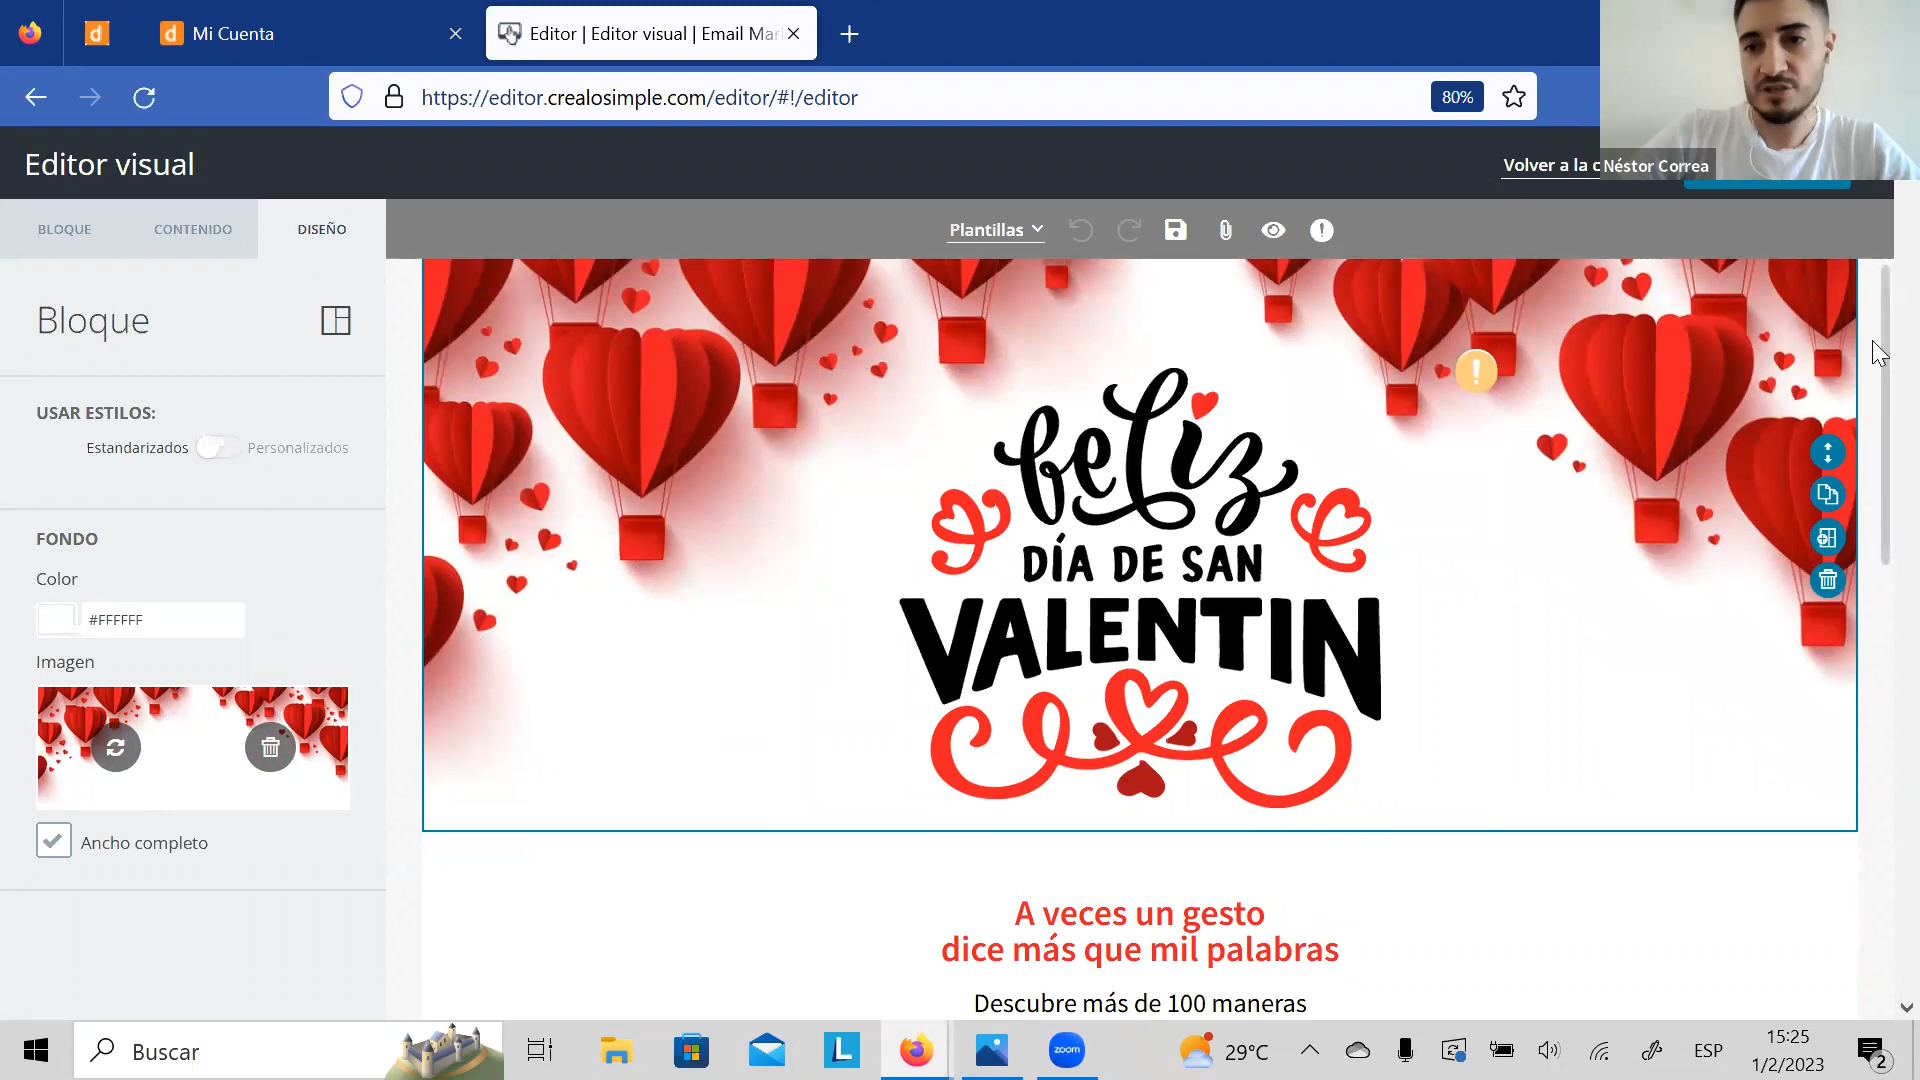 Mi Cuenta
Editor | Editor visual | Email Mar
https://editor.crealosimple.com/editor/#!/editor
80%
Editor visual
Volver a la c
Néstor Correa
BLOQUE
CONTENIDO
DISEÑO
Plantillas
Bloque
USAR ESTILOS:
Estandarizados
Personalizados
FONDO
Color
#FFFFFF
Imagen
Ancho completo
feliz
DÍA DE SAN
VALENTIN
A veces un gesto
dice más que mil palabras
Descubre más de 100 maneras
Buscar
L
zoom
29°C
ESP
15:25
1/2/2023
2